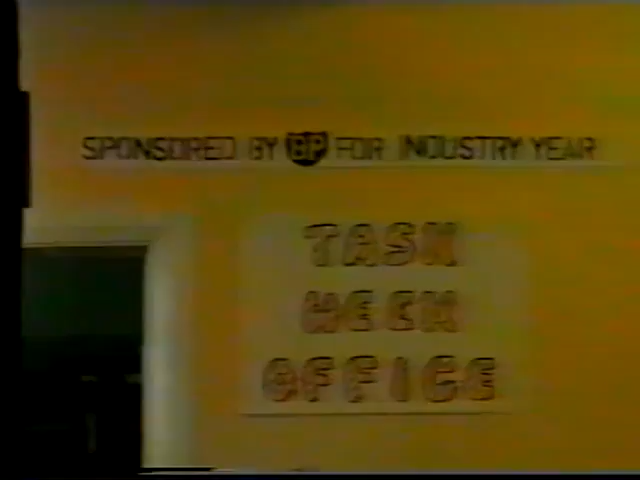 SPONSORED BY BP FOR INDUSTRY YEAR
TASK
WEEK
OFFICE